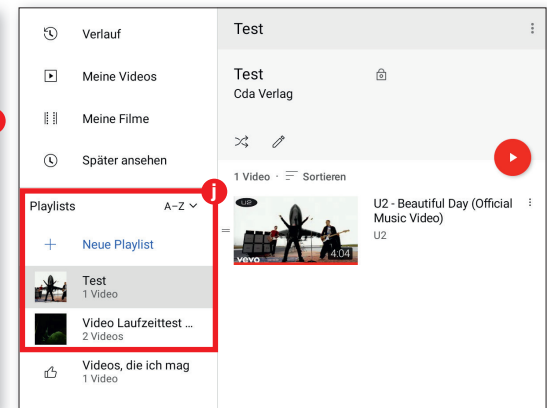 Verlauf
Meine Videos
Meine Filme
Später ansehen
j
Playlists A–Z
Neue Playlist
Test
1 Video
Video Laufzeittest ...
2 Videos
Videos, die ich mag
1 Video
Test
Test
Cda Verlag
1 Video · Sortieren
U2
vevo
4:04
U2 - Beautiful Day (Official
Music Video)
U2